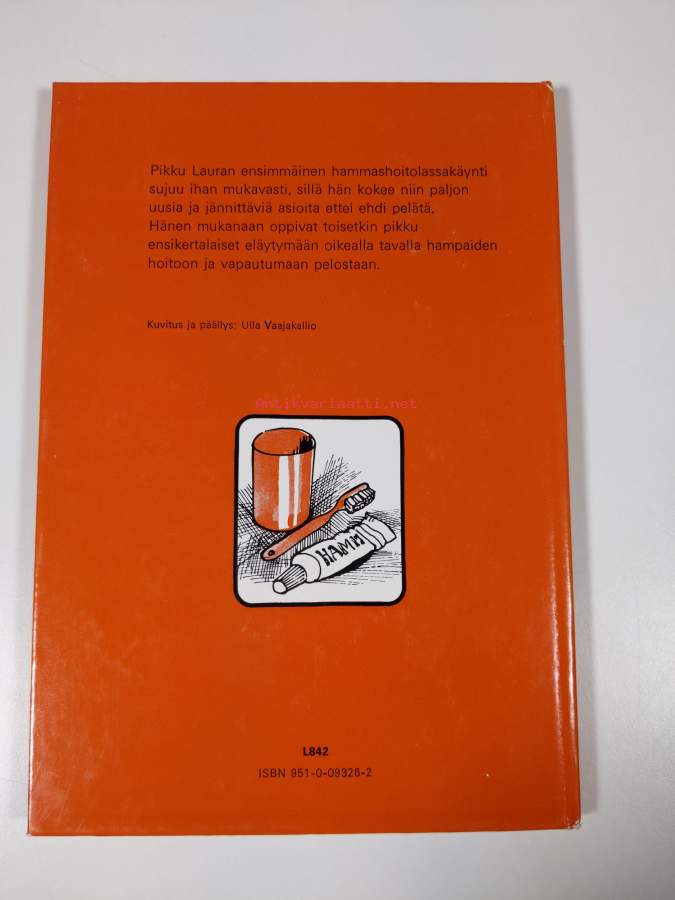 Pikku Lauran ensimmäinen hammashoitolassakäynti
sujuu ihan mukavasti, sillä hän kokee niin paljon
uusia ja jännittäviä asioita ettei ehdi pelätä.
Hänen mukanaan oppivat toisetkin pikku
ensikertalaiset eläytymään oikealla tavalla hampaiden
hoitoon ja vapautumaan pelostaan.
Kuvitus ja päällys: Ulla Vaajakallio
Antikvariaatti.net
HAMM
L842
ISBN 951-0-09326-2